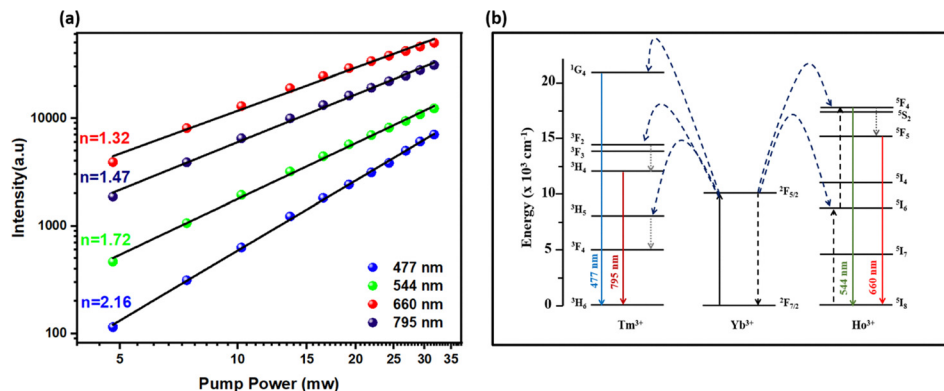 (a)
Intensity(a.u)
10000
1000
100
n=1.32
n=1.47
n=1.72
n=2.16
477 nm
544 nm
660 nm
795 nm
5 10 15 20 25 30 35
Pump Power (mw)
(b)
Energy (x 10³ cm⁻¹)
20
15
10
5
0
¹G₄
³F₂
³F₃
³H₄
³H₅
³F₄
³H₆
477 nm
795 nm
Tm³⁺
²F₅/₂
²F₇/₂
Yb³⁺
⁵F₄
⁵S₂
⁵F₅
⁵I₄
⁵I₆
⁵I₇
⁵I₈
544 nm
660 nm
Ho³⁺